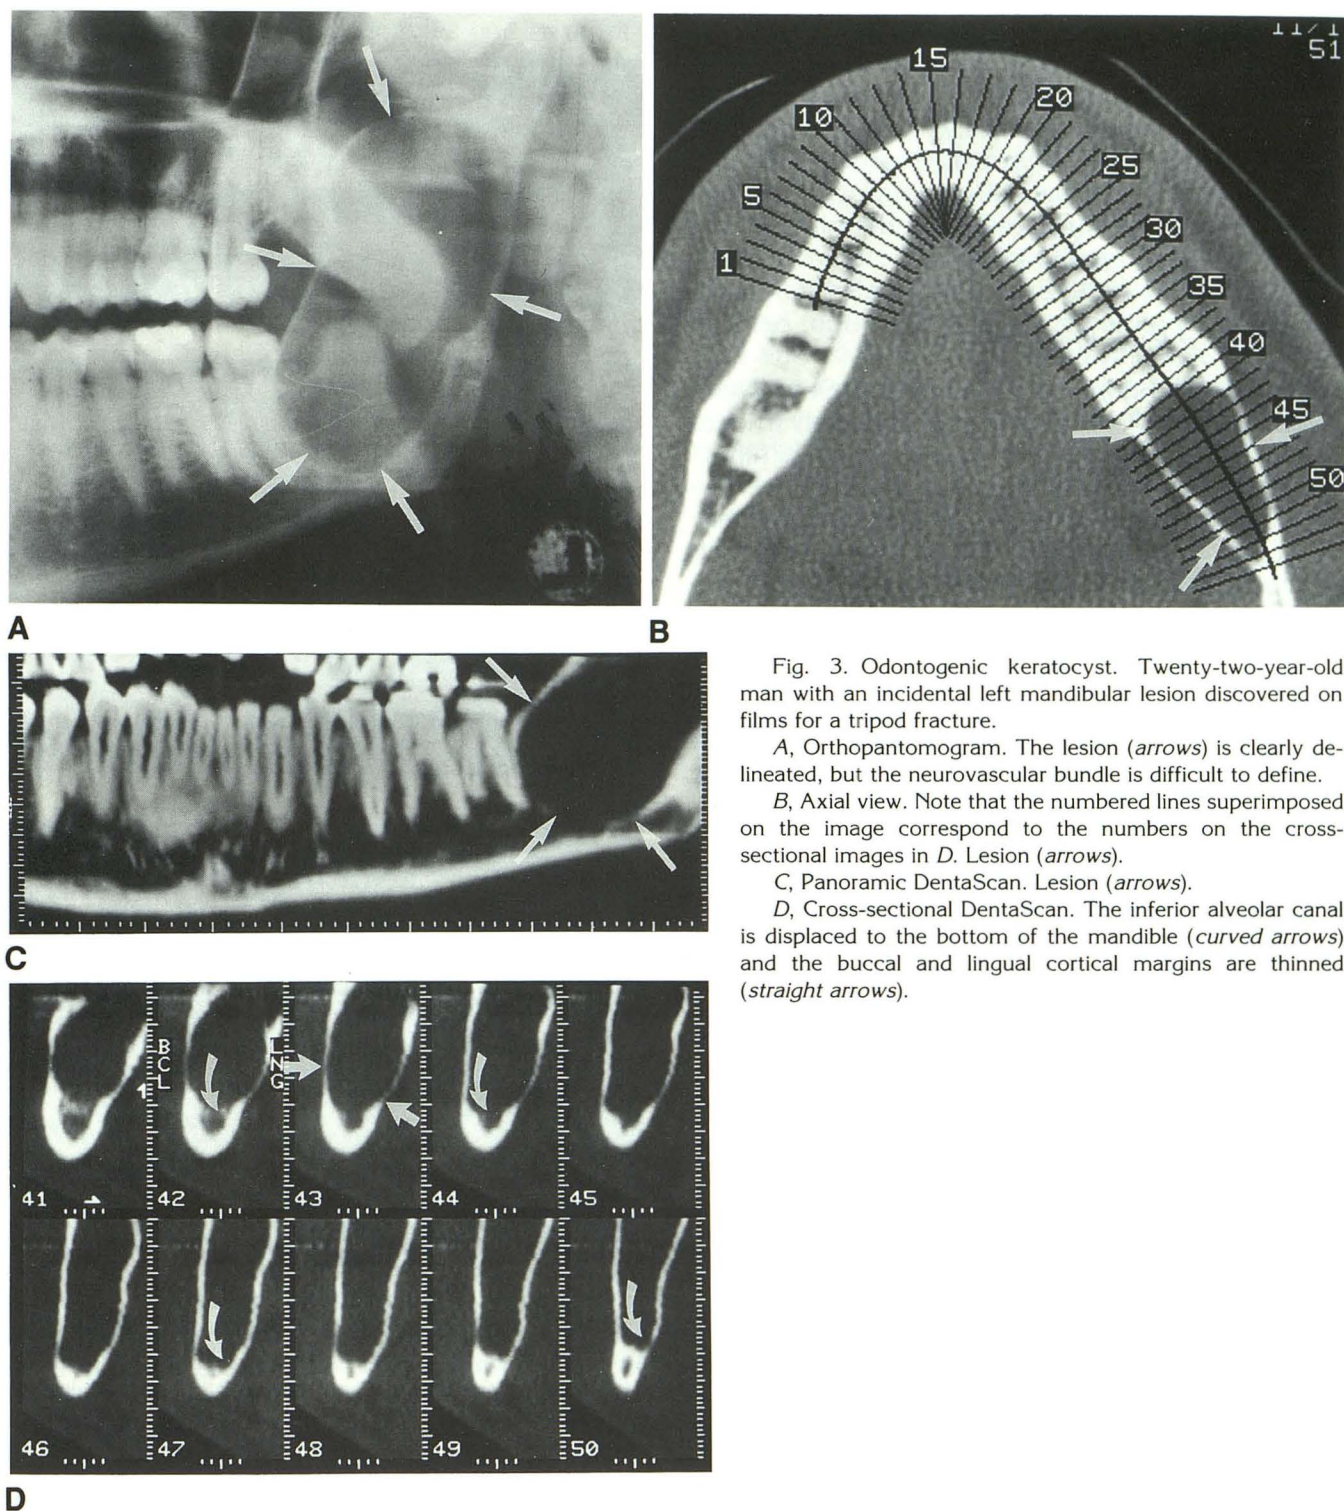 11/1
51
15
20
10
25
5
30
1
35
40
45
50
A
B
Fig. 3. Odontogenic keratocyst. Twenty-two-year-old
man with an incidental left mandibular lesion discovered on
films for a tripod fracture.
A, Orthopantomogram. The lesion (arrows) is clearly de-
lineated, but the neurovascular bundle is difficult to define.
B, Axial view. Note that the numbered lines superimposed
on the image correspond to the numbers on the cross-
sectional images in D. Lesion (arrows).
C, Panoramic DentaScan. Lesion (arrows).
D, Cross-sectional DentaScan. The inferior alveolar canal
is displaced to the bottom of the mandible (curved arrows)
and the buccal and lingual cortical margins are thinned
(straight arrows).
C
B
C
L
L
N
G
41
42
43
44
45
46
47
48
49
50
D